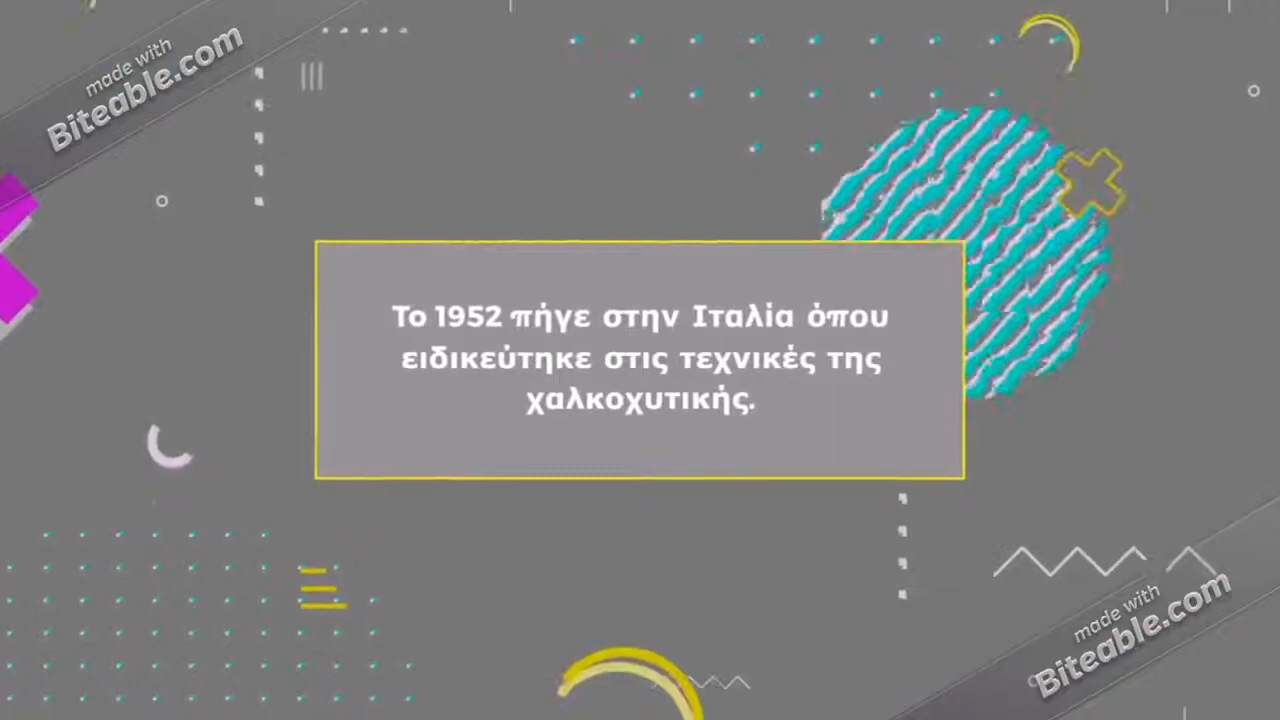 made with
Biteable.com
Το 1952 πήγε στην Ιταλία όπου
ειδικεύτηκε στις τεχνικές της
χαλκοχυτικής.
made with
Biteable.com